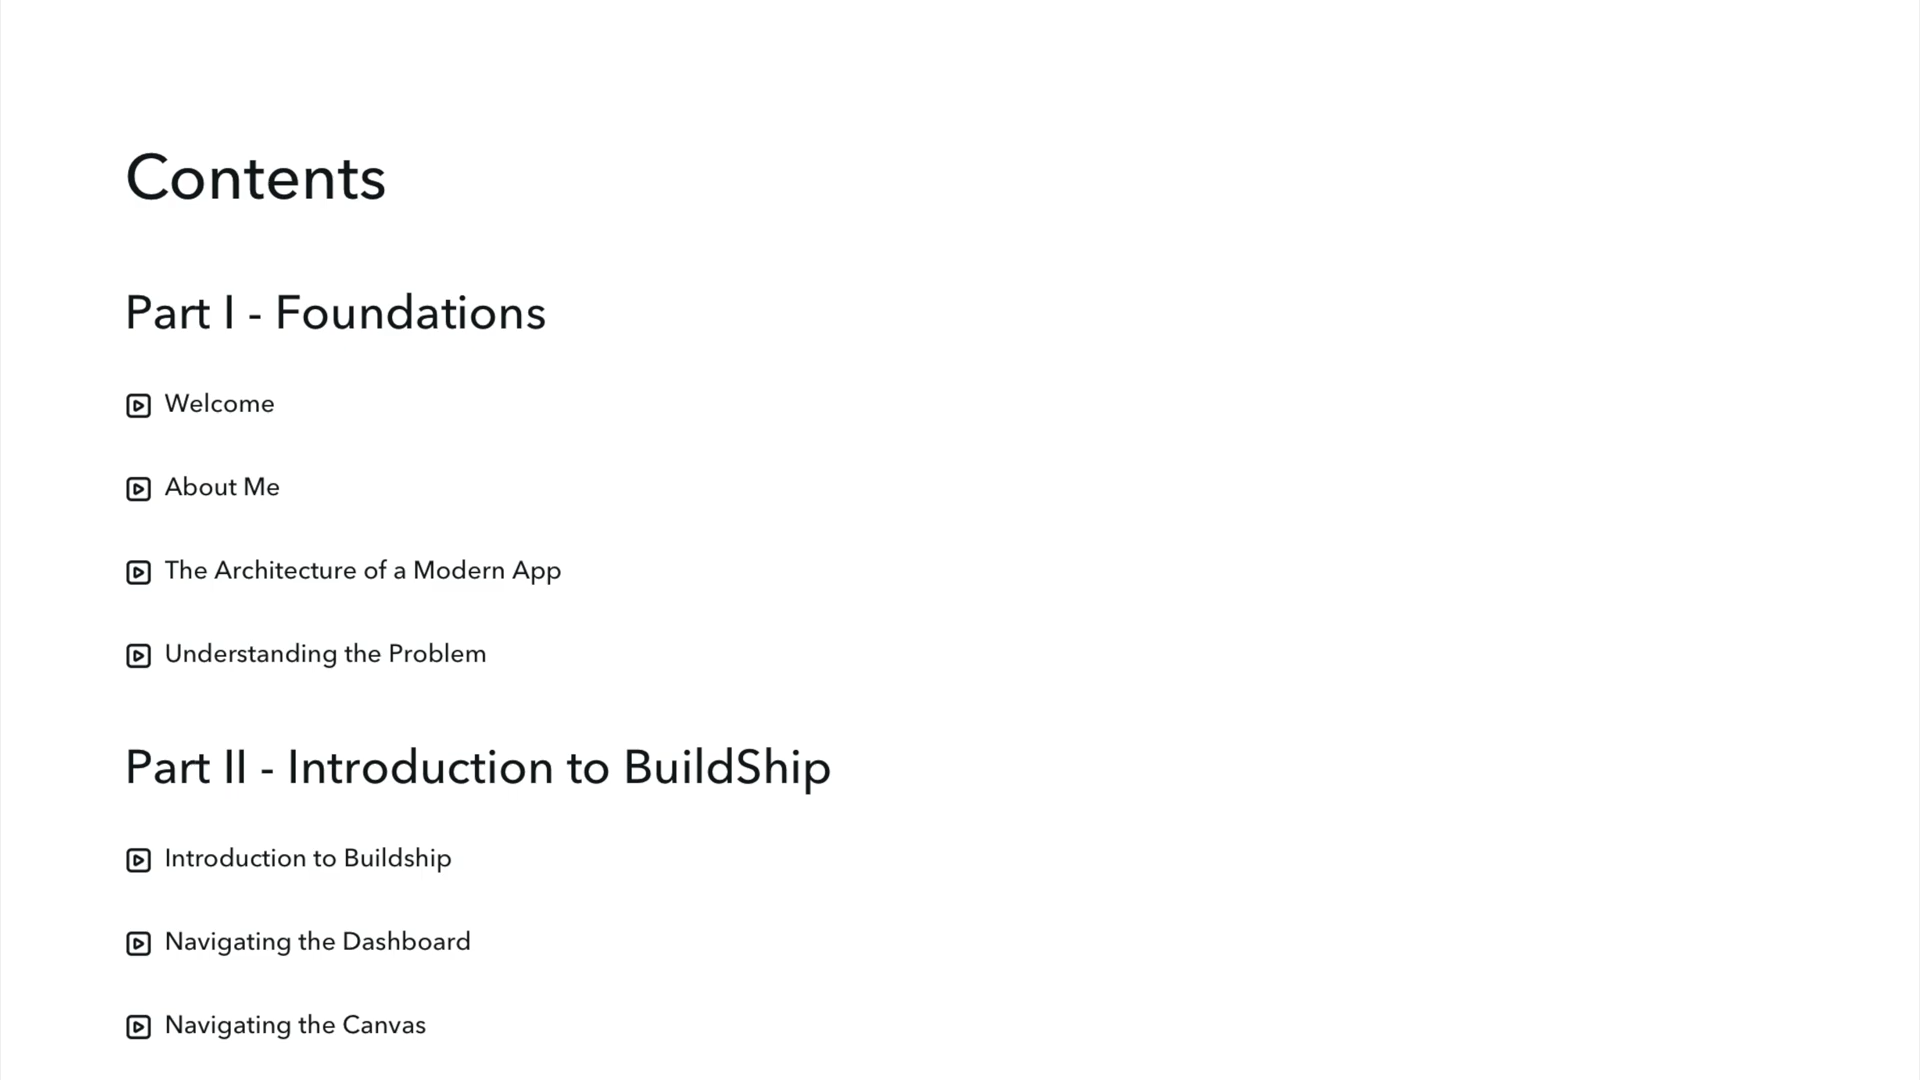 Contents
Part I - Foundations
Welcome
About Me
The Architecture of a Modern App
Understanding the Problem
Part II - Introduction to BuildShip
Introduction to Buildship
Navigating the Dashboard
Navigating the Canvas